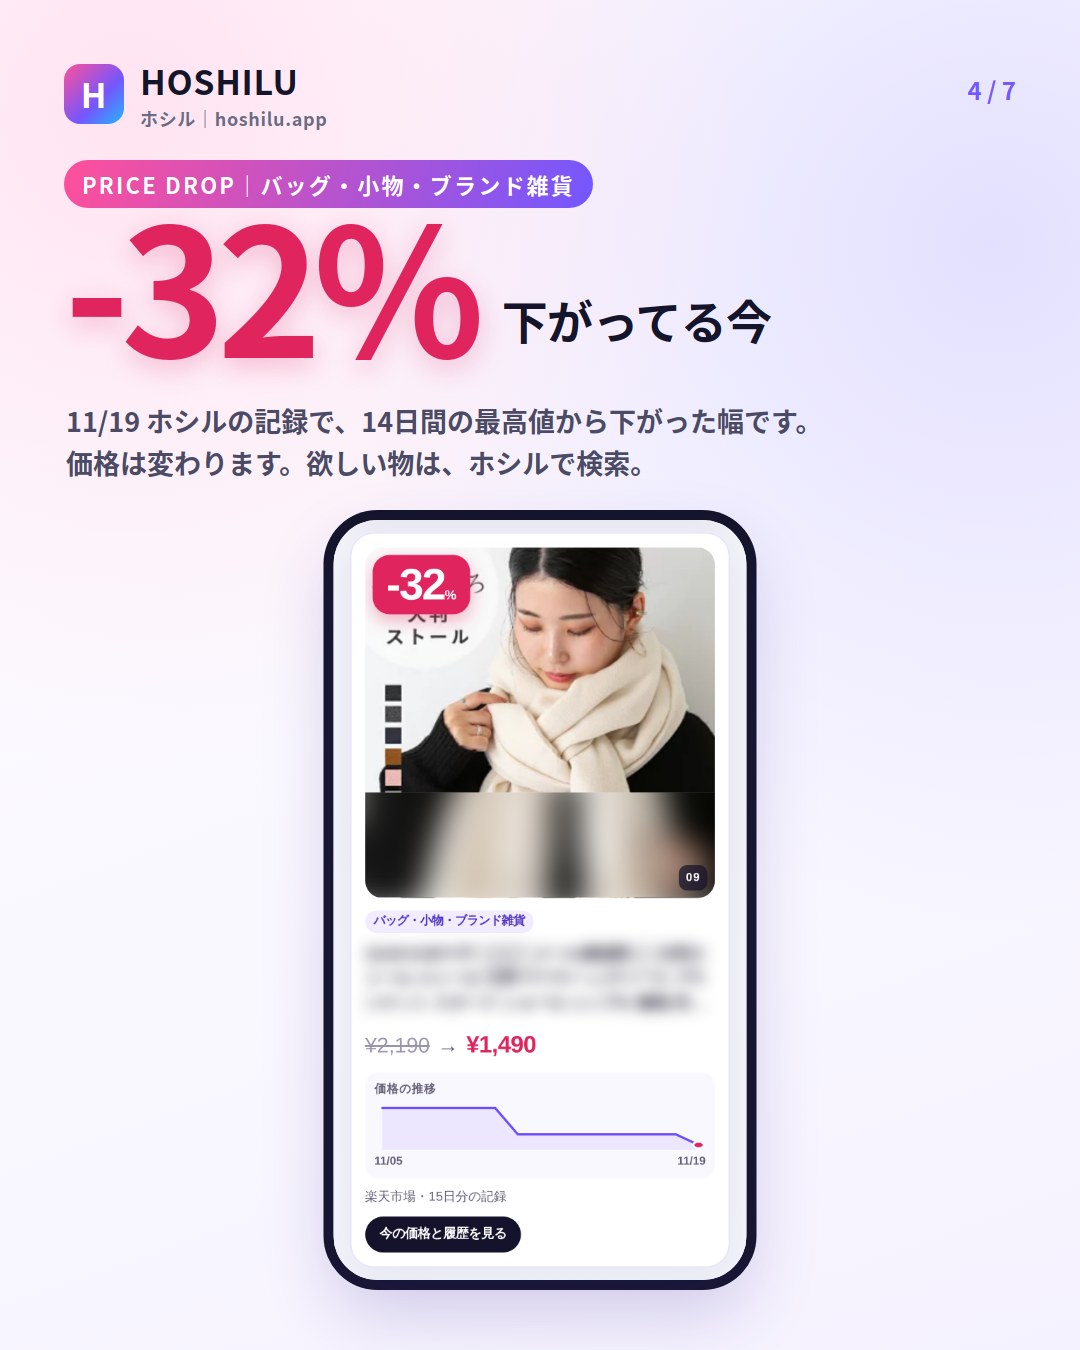 H
HOSHILU
ホシル｜hoshilu.app
4 / 7
PRICE DROP｜バッグ・小物・ブランド雑貨
-32%
下がってる今
11/19 ホシルの記録で、14日間の最高値から下がった幅です。
価格は変わります。欲しい物は、ホシルで検索。
-32%
ろ
大判
ストール
09
バッグ・小物・ブランド雑貨
¥2,190 → ¥1,490
価格の推移
11/05
11/19
楽天市場・15日分の記録
今の価格と履歴を見る